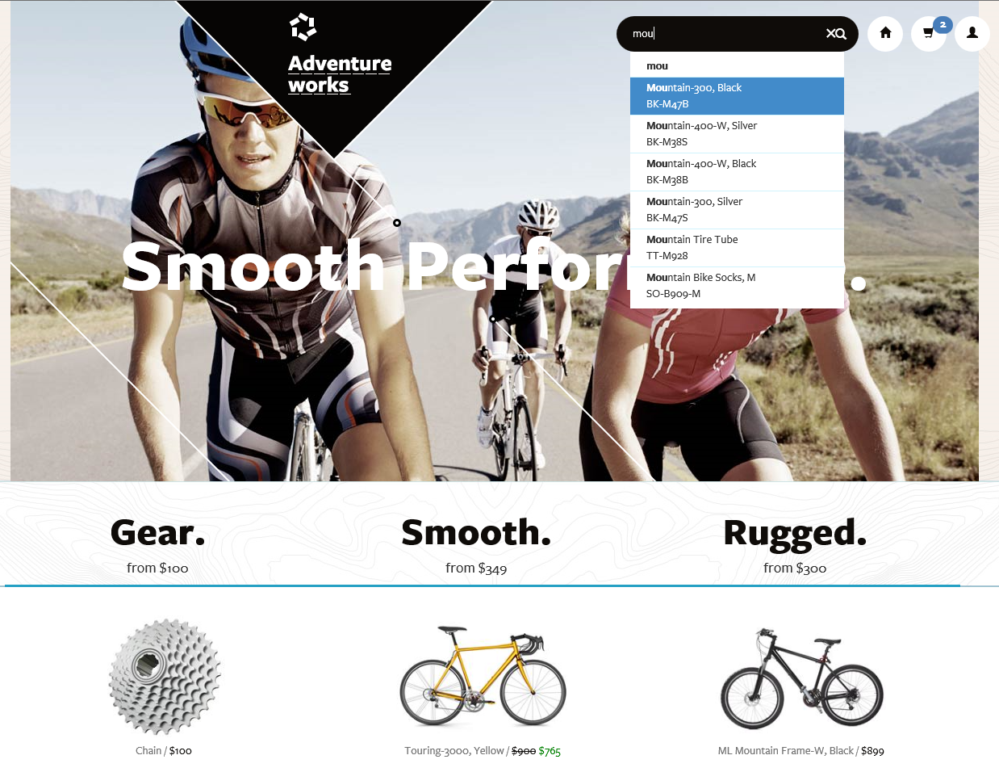 Adventure
works
mou
2
mou
Mountain-300, Black
BK-M47B
Mountain-400-W, Silver
BK-M38S
Mountain-400-W, Black
BK-M38B
Mountain-300, Silver
BK-M47S
Mountain Tire Tube
TT-M928
Mountain Bike Socks, M
SO-B909-M
Smooth
Gear.
from $100
Smooth.
from $349
Rugged.
from $300
Chain / $100
Touring-3000, Yellow / $900 $765
ML Mountain Frame-W, Black / $899